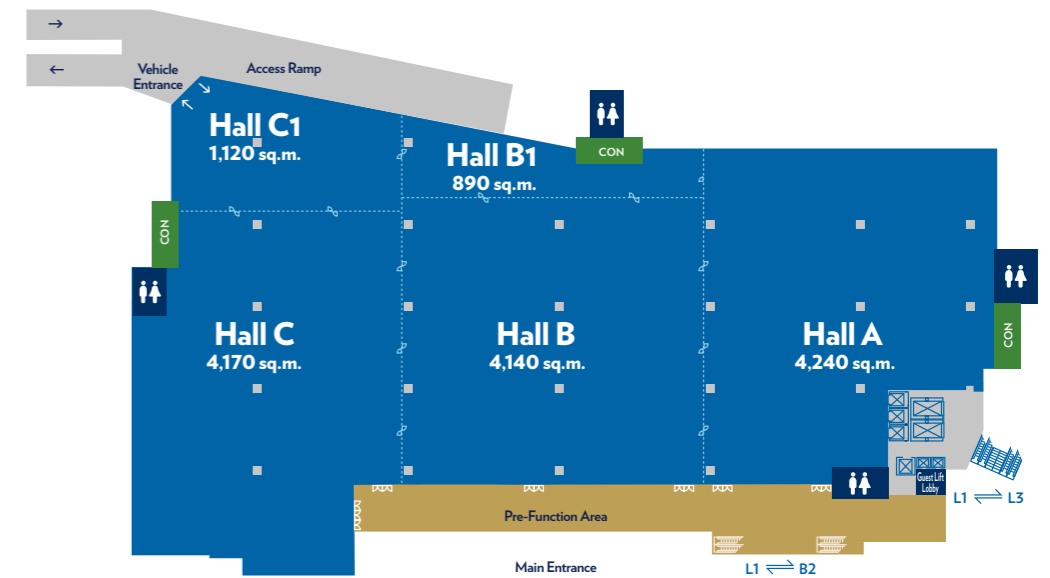 →
←
Vehicle
Entrance
Access Ramp
Hall C1
1,120 sq.m.
Hall B1
890 sq.m.
CON
CON
Hall C
4,170 sq.m.
Hall B
4,140 sq.m.
Hall A
4,240 sq.m.
CON
Guest Lift
Lobby
L1 ⇌ L3
Pre-Function Area
Main Entrance
L1 ⇌ B2